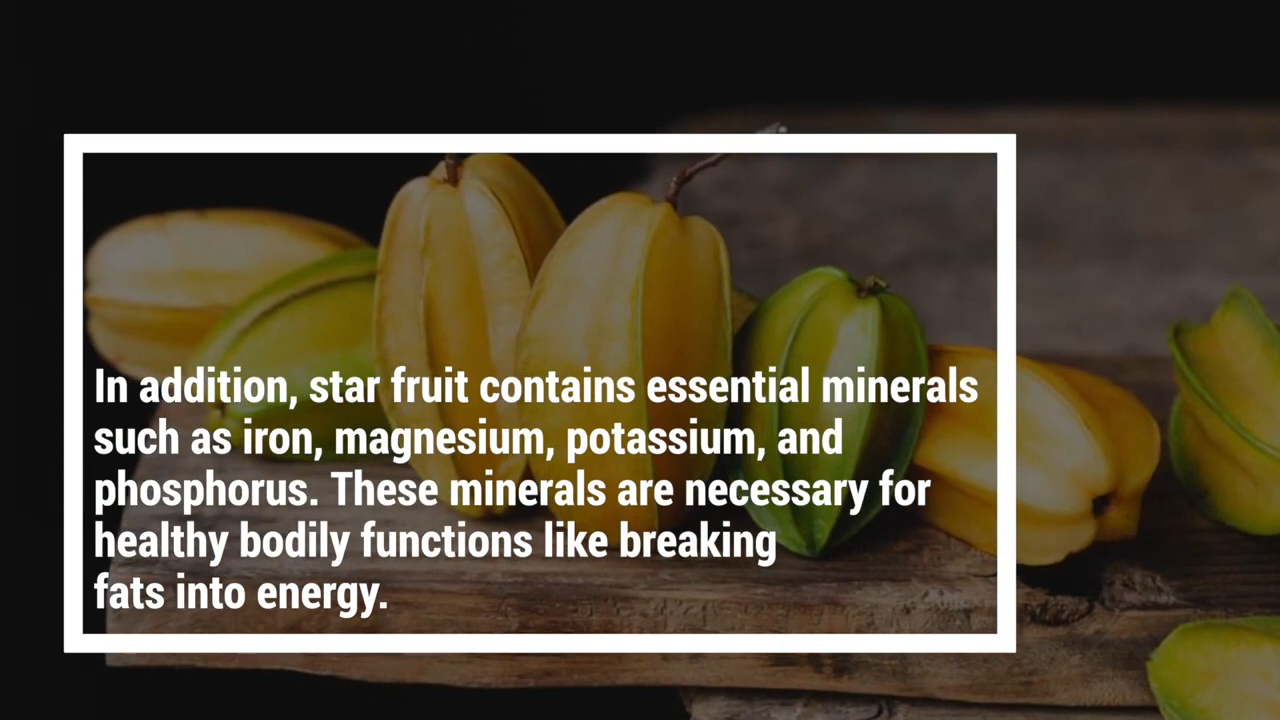 In addition, star fruit contains essential minerals
such as iron, magnesium, potassium, and
phosphorus. These minerals are necessary for
healthy bodily functions like breaking
fats into energy.